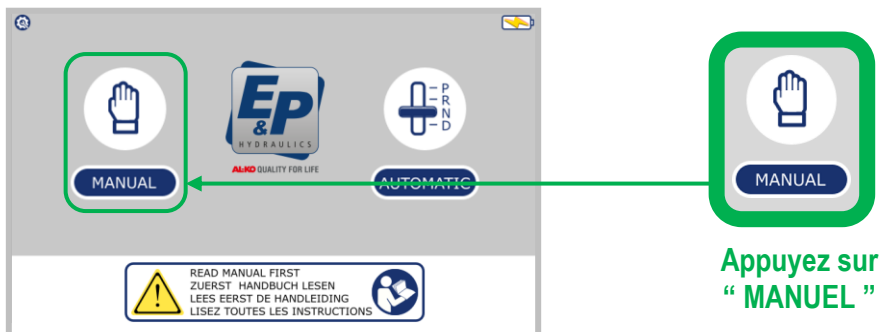 MANUAL
E&P
HYDRAULICS
AL-KO QUALITY FOR LIFE
P
R
N
D
AUTOMATIC
READ MANUAL FIRST
ZUERST HANDBUCH LESEN
LEES EERST DE HANDLEIDING
LISEZ TOUTES LES INSTRUCTIONS
MANUAL
Appuyez sur
“ MANUEL ”